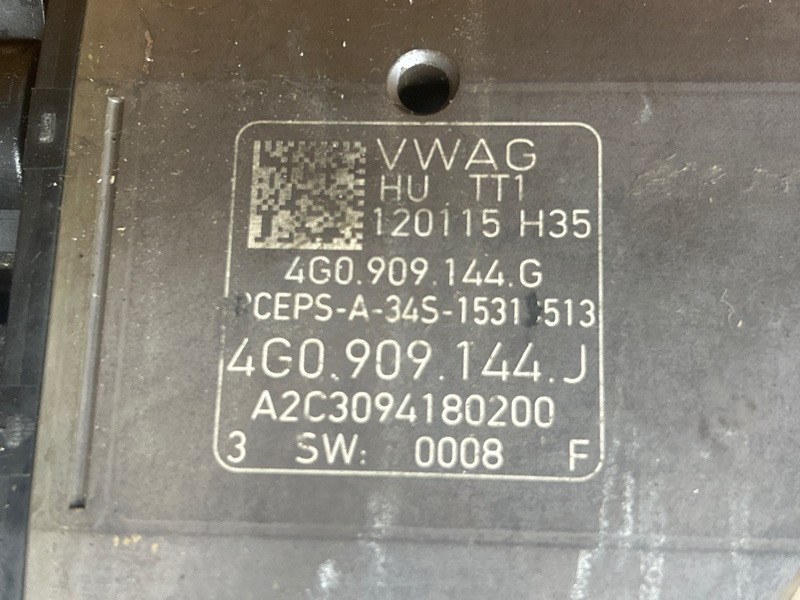 VWAG
HU TT1
120115 H35
4G0.909.144.G
4G0.909.144.J
A2C3094180200
3 SW: 0008 F